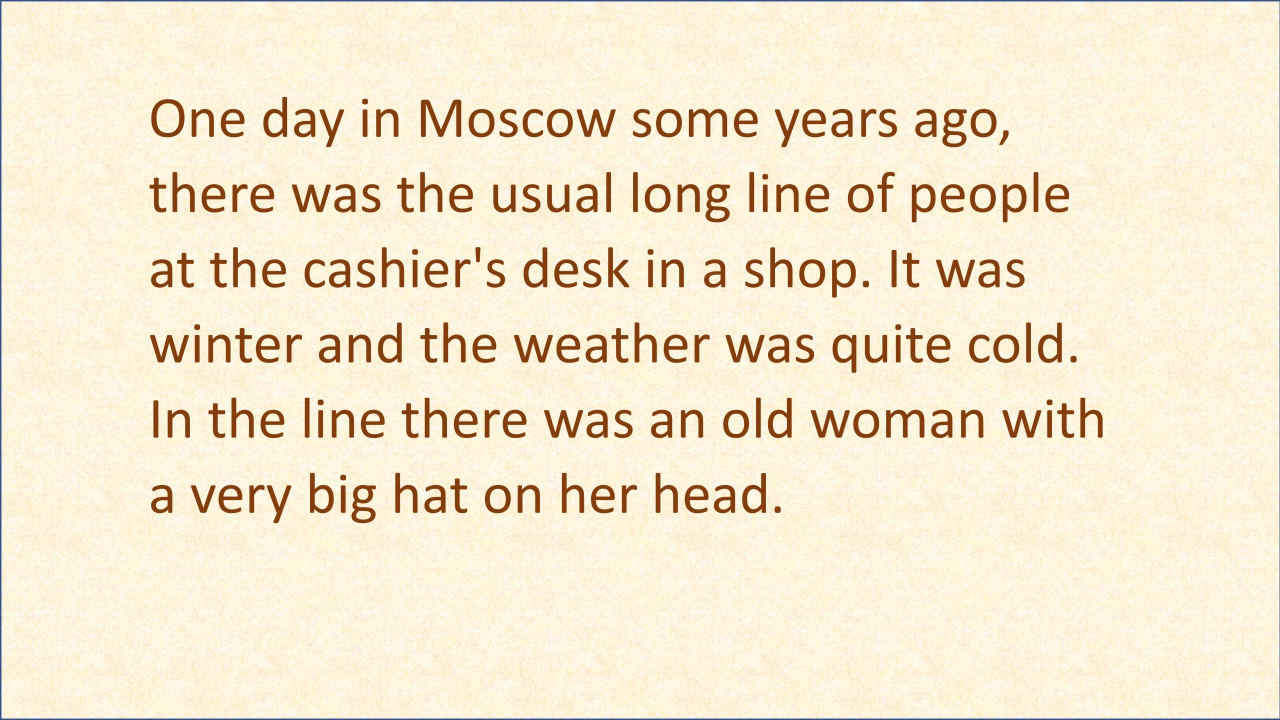 One day in Moscow some years ago,
there was the usual long line of people
at the cashier's desk in a shop. It was
winter and the weather was quite cold.
In the line there was an old woman with
a very big hat on her head.